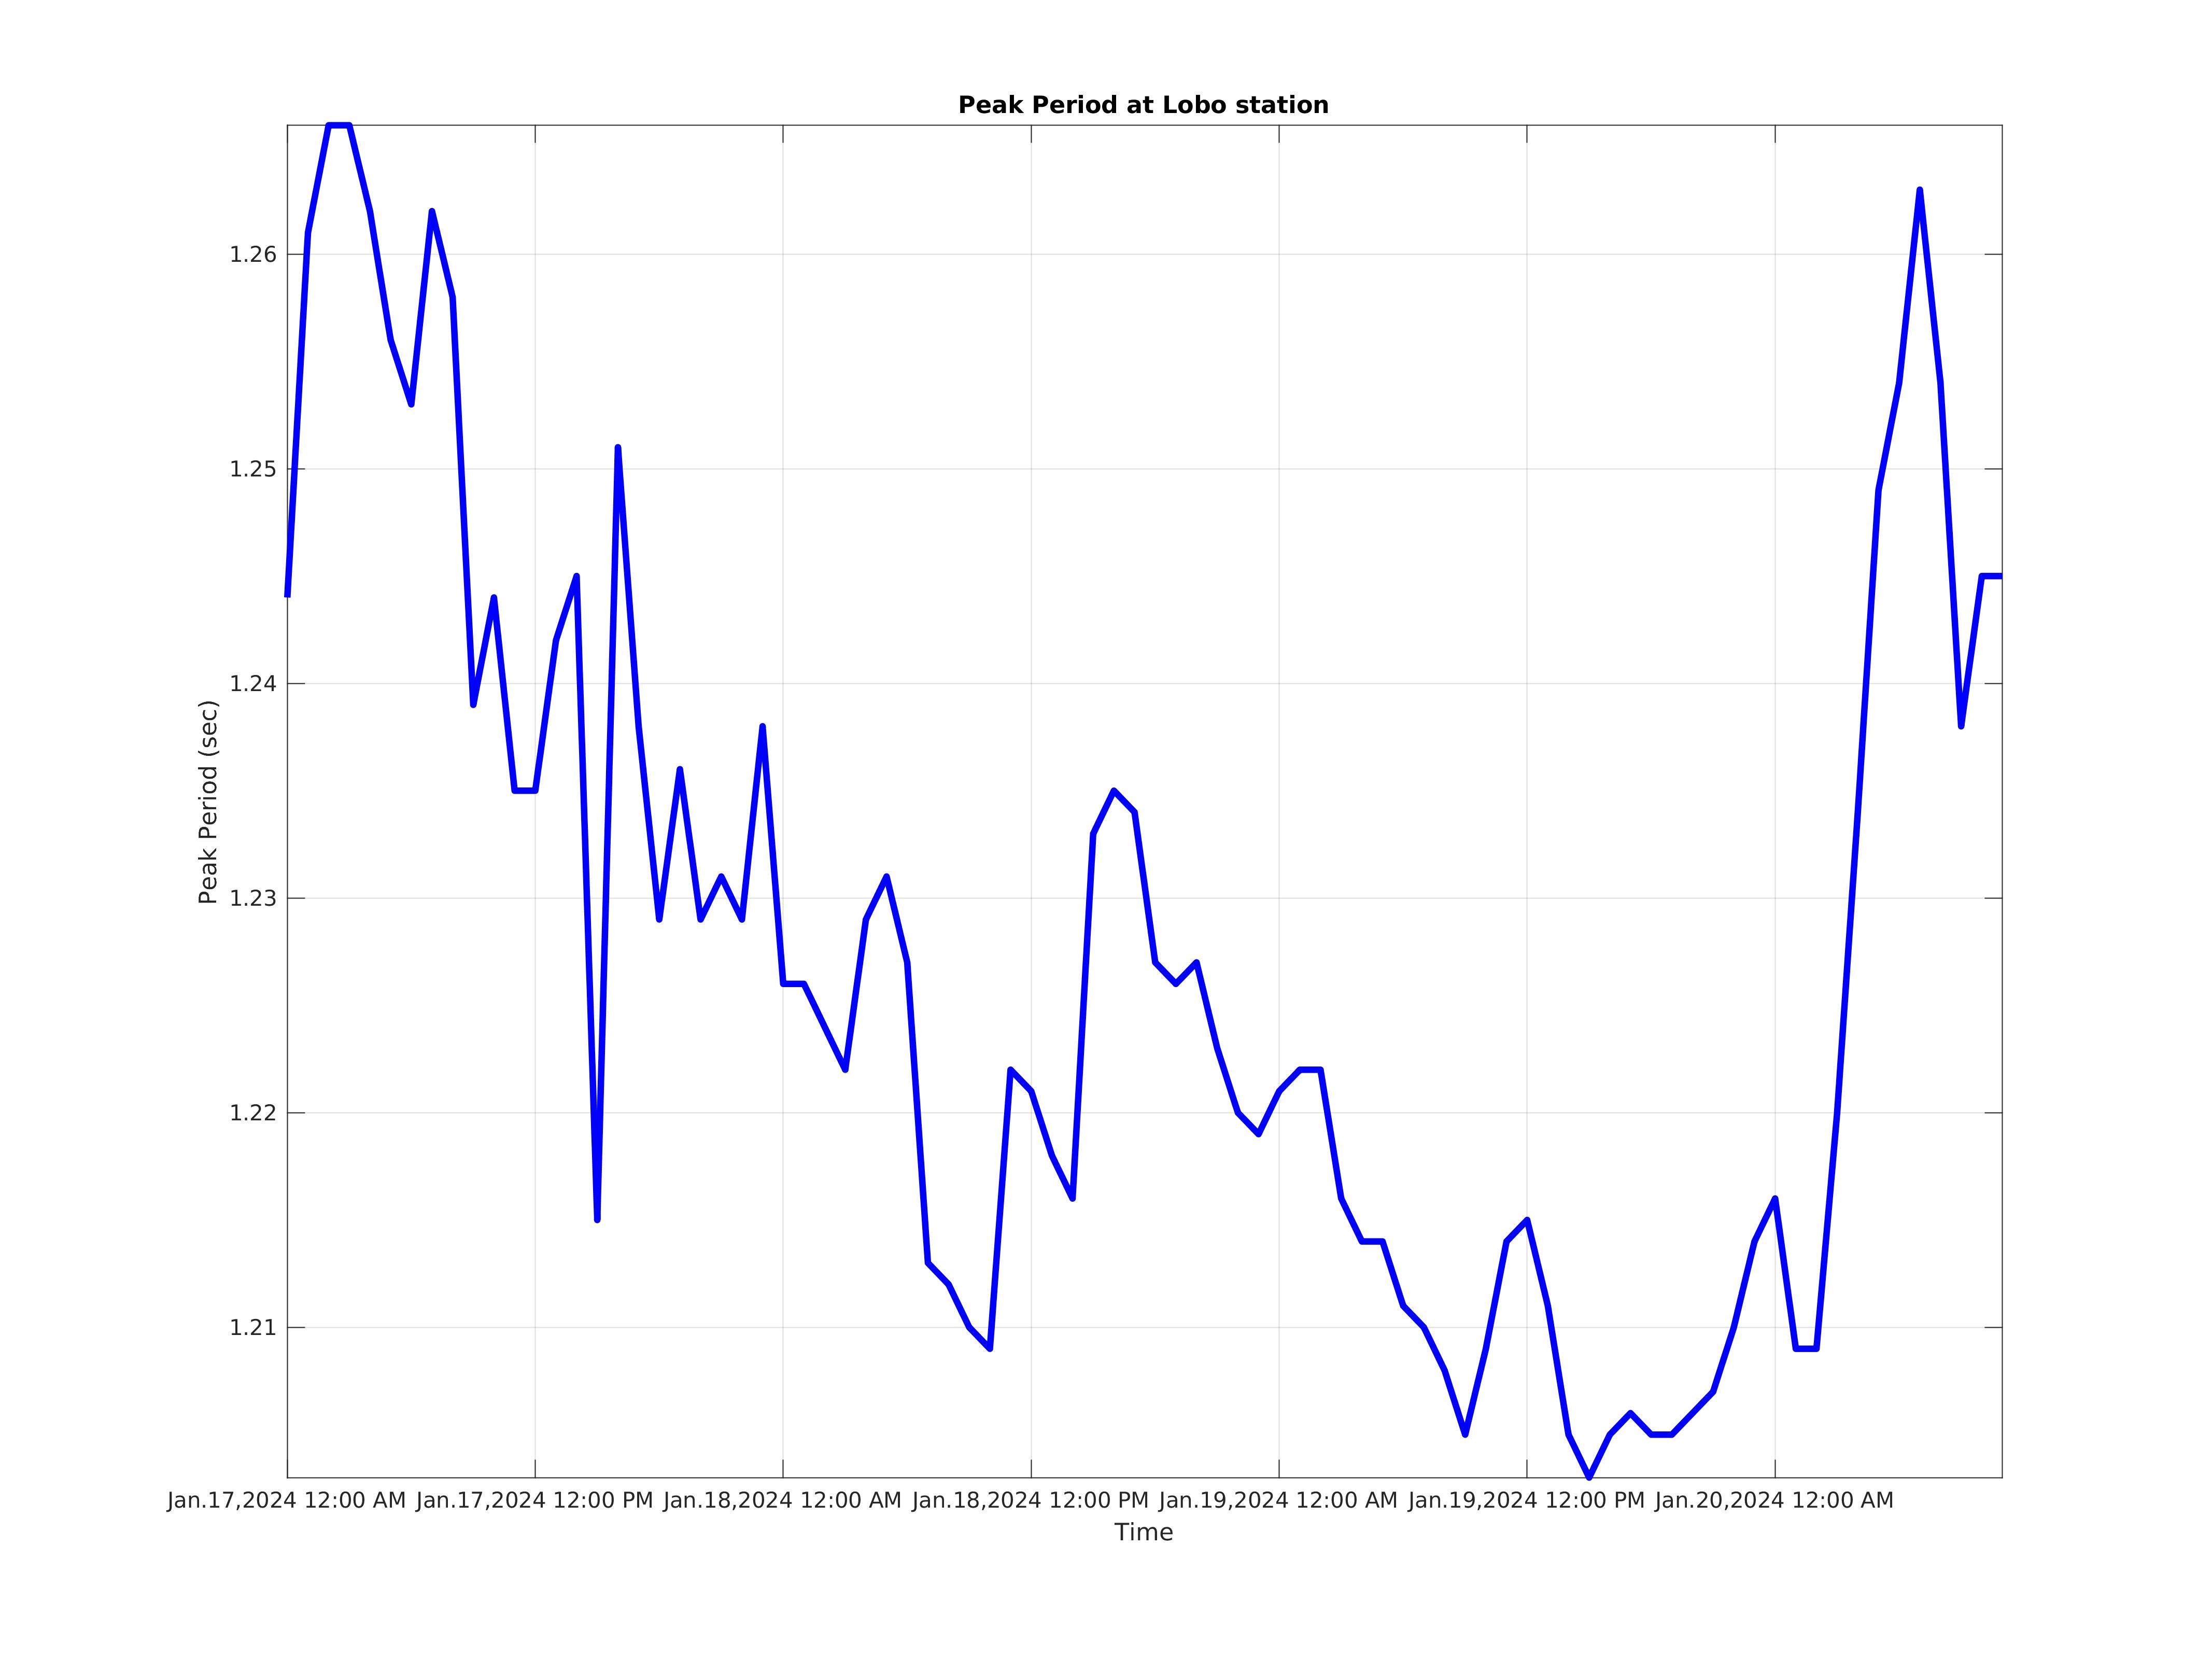 Peak Period at Lobo station
1.26
1.25
1.24
1.23
1.22
1.21
Peak Period (sec)
Jan.17,2024 12:00 AM Jan.17,2024 12:00 PM Jan.18,2024 12:00 AM Jan.18,2024 12:00 PM Jan.19,2024 12:00 AM Jan.19,2024 12:00 PM Jan.20,2024 12:00 AM
Time